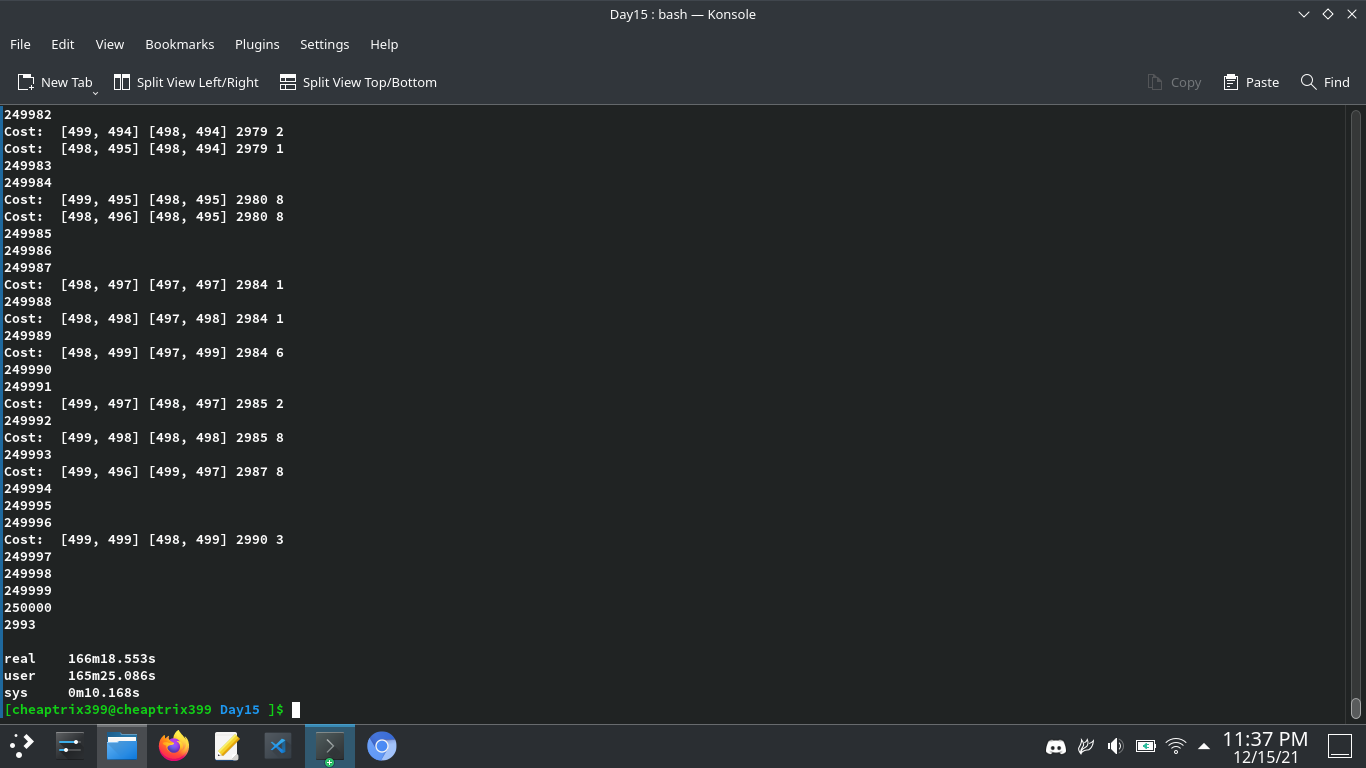 Day15 : bash — Konsole
File Edit View Bookmarks Plugins Settings Help
New Tab Split View Left/Right Split View Top/Bottom Copy Paste Find
249982
Cost:  [499, 494] [498, 494] 2979 2
Cost:  [498, 495] [498, 494] 2979 1
249983
249984
Cost:  [499, 495] [498, 495] 2980 8
Cost:  [498, 496] [498, 495] 2980 8
249985
249986
249987
Cost:  [498, 497] [497, 497] 2984 1
249988
Cost:  [498, 498] [497, 498] 2984 1
249989
Cost:  [498, 499] [497, 499] 2984 6
249990
249991
Cost:  [499, 497] [498, 497] 2985 2
249992
Cost:  [499, 498] [498, 498] 2985 8
249993
Cost:  [499, 496] [499, 497] 2987 8
249994
249995
249996
Cost:  [499, 499] [498, 499] 2990 3
249997
249998
249999
250000
2993
real    166m18.553s
user    165m25.086s
sys     0m10.168s
[cheaptrix399@cheaptrix399 Day15 ]$
11:37 PM
12/15/21